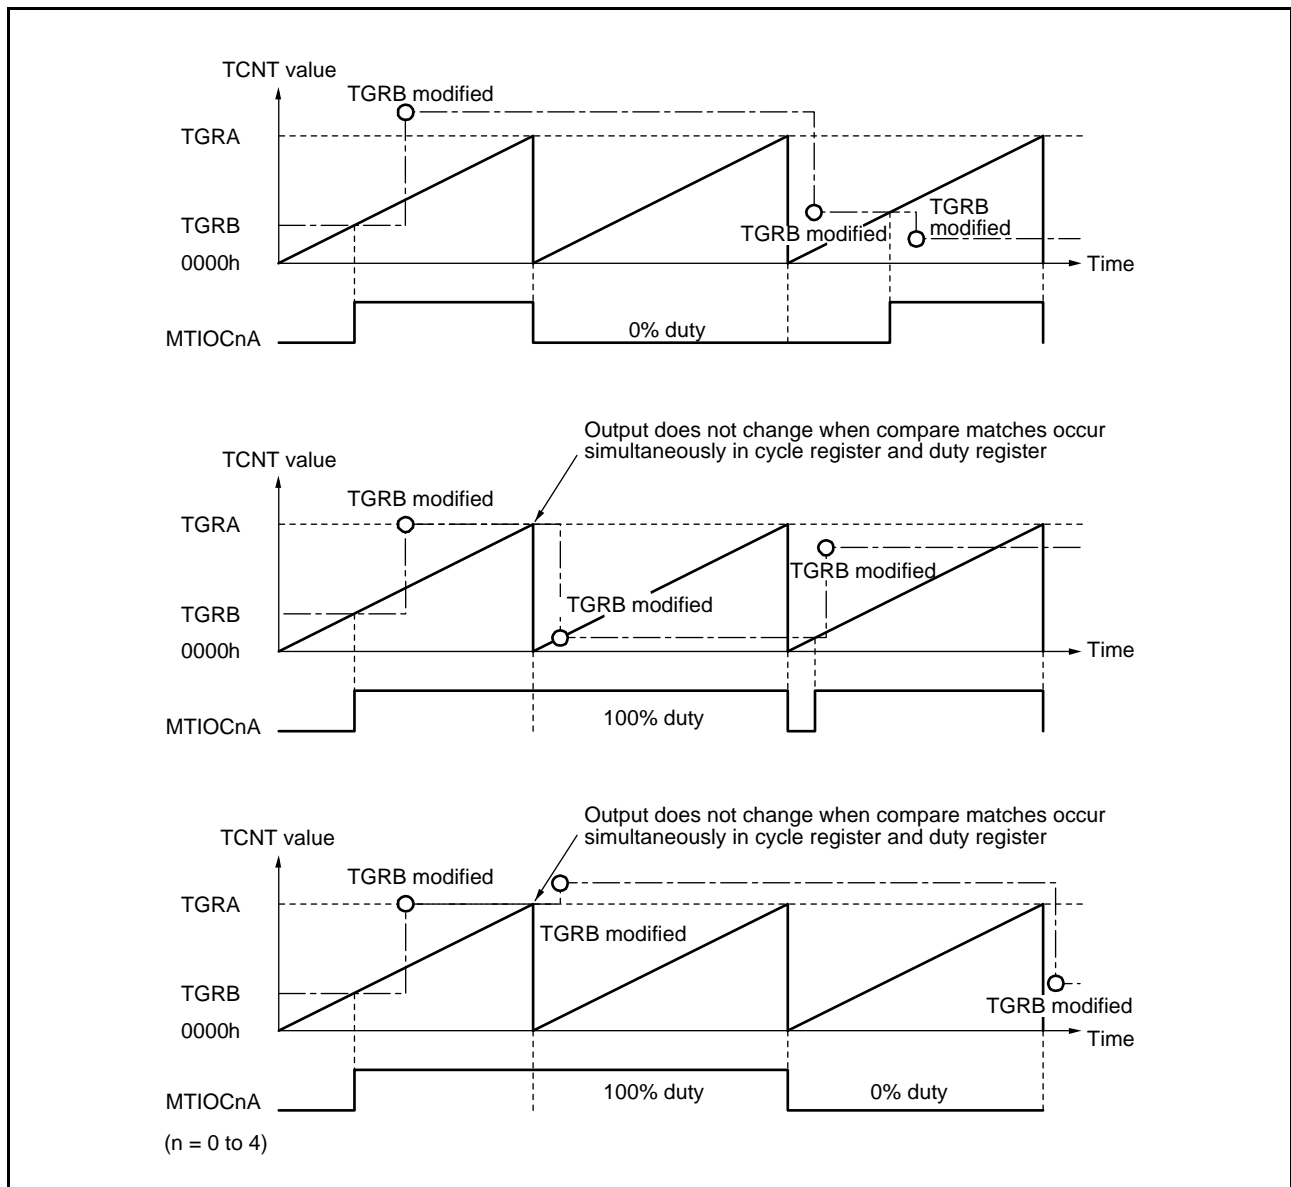 TCNT value
TGRB modified
TGRA
TGRB
TGRB modified
TGRB
modified
0000h
Time
0% duty
MTIOCnA
Output does not change when compare matches occur
simultaneously in cycle register and duty register
TCNT value
TGRB modified
TGRA
TGRB modified
TGRB modified
TGRB
0000h
Time
100% duty
MTIOCnA
Output does not change when compare matches occur
simultaneously in cycle register and duty register
TCNT value
TGRB modified
TGRA
TGRB modified
TGRB
TGRB modified
0000h
Time
100% duty
0% duty
MTIOCnA
(n = 0 to 4)